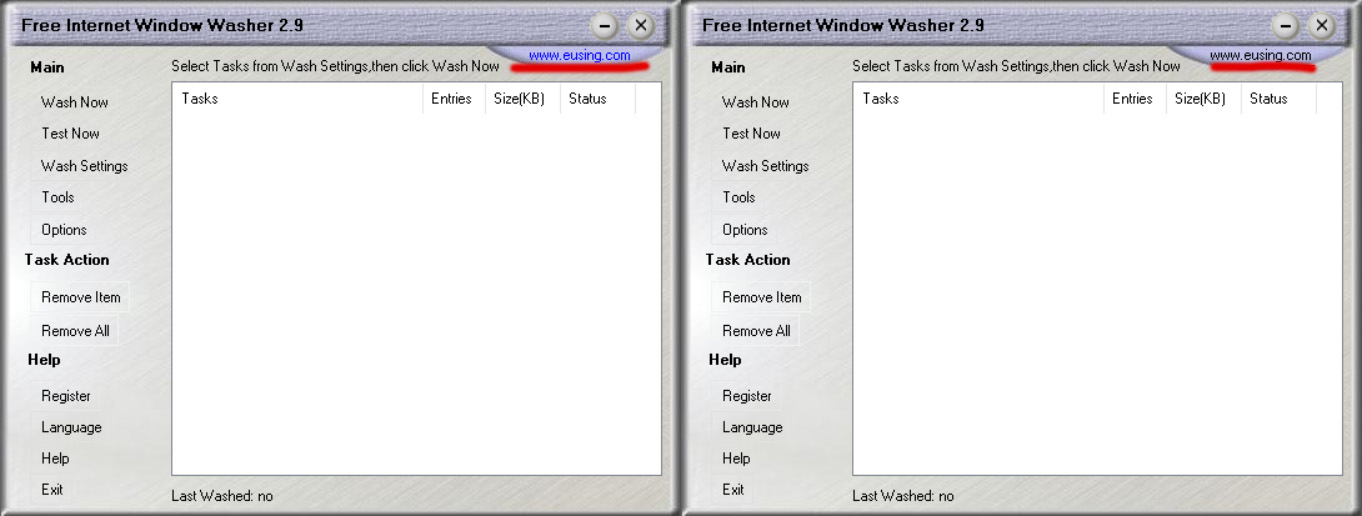 Free Internet Window Washer 2.9
www.eusing.com
Main
Select Tasks from Wash Settings,then click Wash Now
Wash Now
Test Now
Wash Settings
Tools
Options
Task Action
Remove Item
Remove All
Help
Register
Language
Help
Exit
Tasks Entries Size(KB) Status
Last Washed: no
Free Internet Window Washer 2.9
www.eusing.com
Main
Select Tasks from Wash Settings,then click Wash Now
Wash Now
Test Now
Wash Settings
Tools
Options
Task Action
Remove Item
Remove All
Help
Register
Language
Help
Exit
Tasks Entries Size(KB) Status
Last Washed: no